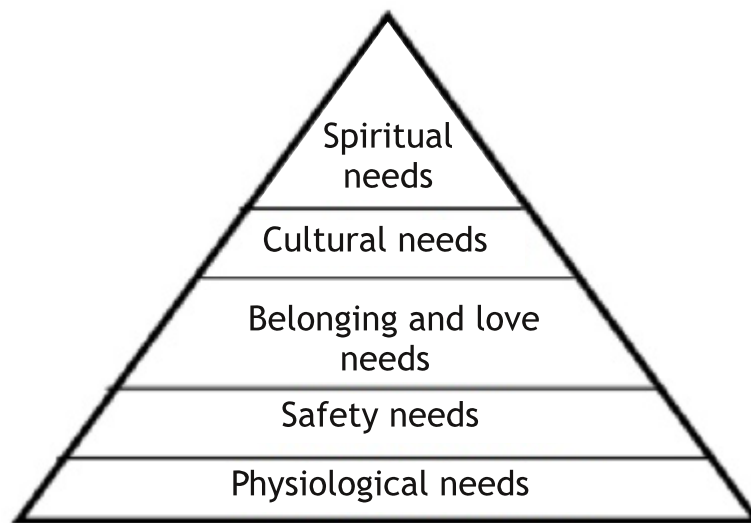 Spiritual
needs
Cultural needs
Belonging and love
needs
Safety needs
Physiological needs